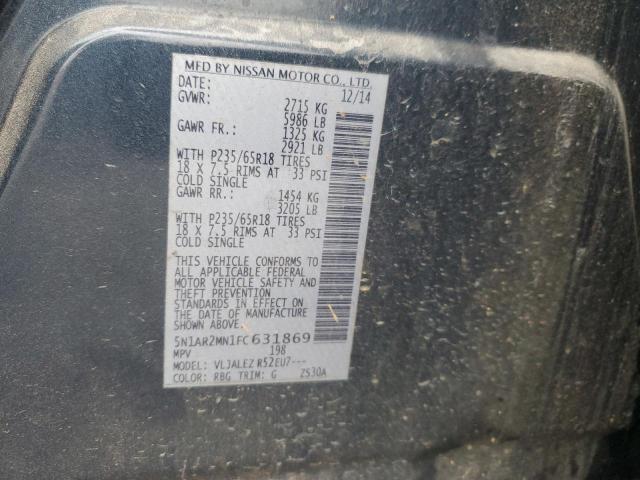 MFD BY NISSAN MOTOR CO., LTD.
DATE: 12/14
GVWR: 2715 KG
5986 LB
GAWR FR.: 1325 KG
2921 LB
WITH P235/65R18 TIRES
18 X 7.5 RIMS AT 33 PSI
COLD SINGLE
GAWR RR.: 1454 KG
3205 LB
WITH P235/65R18 TIRES
18 X 7.5 RIMS AT 33 PSI
COLD SINGLE
THIS VEHICLE CONFORMS TO
ALL APPLICABLE FEDERAL
MOTOR VEHICLE SAFETY AND
THEFT PREVENTION
STANDARDS IN EFFECT ON
THE DATE OF MANUFACTURE
SHOWN ABOVE.
5N1AR2MN1FC631869
MPV 198
MODEL: VLJALEZ R52EU7---
COLOR: RBG TRIM: G ZS30A